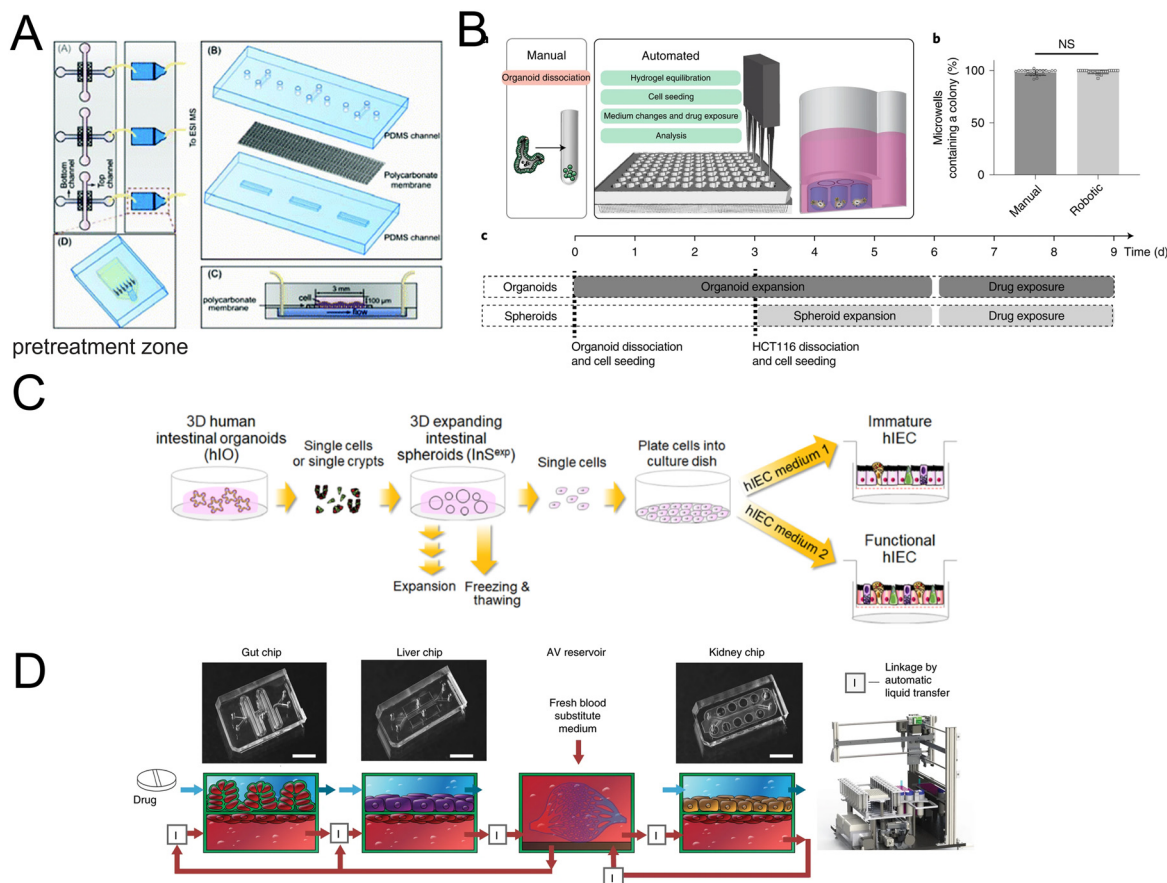 A
(A)
Bottom channel
Top channel
To ESI MS
(B)
PDMS channel
Polycarbonate
membrane
PDMS channel
(C)
3 mm
cell
100 μm
polycarbonate
membrane
flow
(D)
pretreatment zone
B
a
Manual
Organoid dissociation
Automated
Hydrogel equilibration
Cell seeding
Medium changes and drug exposure
Analysis
b
NS
Microwells
containing a colony (%)
100
80
60
40
20
0
Manual
Robotic
c
0 1 2 3 4 5 6 7 8 9 Time (d)
Organoids
Organoid expansion
Drug exposure
Spheroids
Spheroid expansion
Drug exposure
Organoid dissociation
and cell seeding
HCT116 dissociation
and cell seeding
C
3D human
intestinal organoids
(hIO)
Single cells
or single crypts
3D expanding
intestinal
spheroids (InSexp)
Single cells
Plate cells into
culture dish
hIEC medium 1
Immature
hIEC
hIEC medium 2
Functional
hIEC
Expansion
Freezing &
thawing
D
Gut chip
Liver chip
AV reservoir
Kidney chip
I
Linkage by
automatic
liquid transfer
Fresh blood
substitute
medium
Drug
I
I
I
I
I